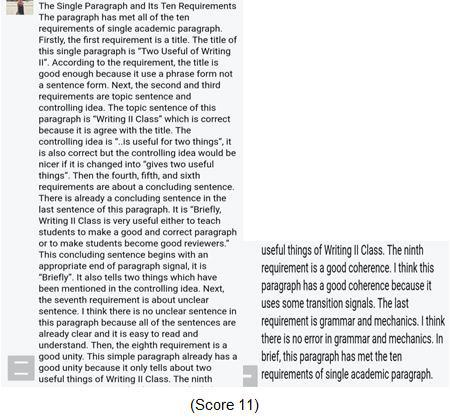 The Single Paragraph and Its Ten Requirements
The paragraph has met all of the ten
requirements of single academic paragraph.
Firstly, the first requirement is a title. The title of
this single paragraph is “Two Useful of Writing
II”. According to the requirement, the title is
good enough because it use a phrase form not
a sentence form. Next, the second and third
requirements are topic sentence and
controlling idea. The topic sentence of this
paragraph is “Writing II Class” which is correct
because it is agree with the title. The
controlling idea is “..is useful for two things”, it
is also correct but the controlling idea would be
nicer if it is changed into “gives two useful
things”. Then the fourth, fifth, and sixth
requirements are about a concluding sentence.
There is already a concluding sentence in the
last sentence of this paragraph. It is “Briefly,
Writing II Class is very useful either to teach
students to make a good and correct paragraph
or to make students become good reviewers.”
This concluding sentence begins with an
appropriate end of paragraph signal, it is
“Briefly”. It also tells two things which have
been mentioned in the controlling idea. Next,
the seventh requirement is about unclear
sentence. I think there is no unclear sentence in
this paragraph because all of the sentences are
already clear and it is easy to read and
understand. Then, the eighth requirement is a
good unity. This simple paragraph already has a
good unity because it only tells about two
useful things of Writing II Class. The ninth
useful things of Writing II Class. The ninth
requirement is a good coherence. I think this
paragraph has a good coherence because it
uses some transition signals. The last
requirement is grammar and mechanics. I think
there is no error in grammar and mechanics. In
brief, this paragraph has met the ten
requirements of single academic paragraph.
(Score 11)